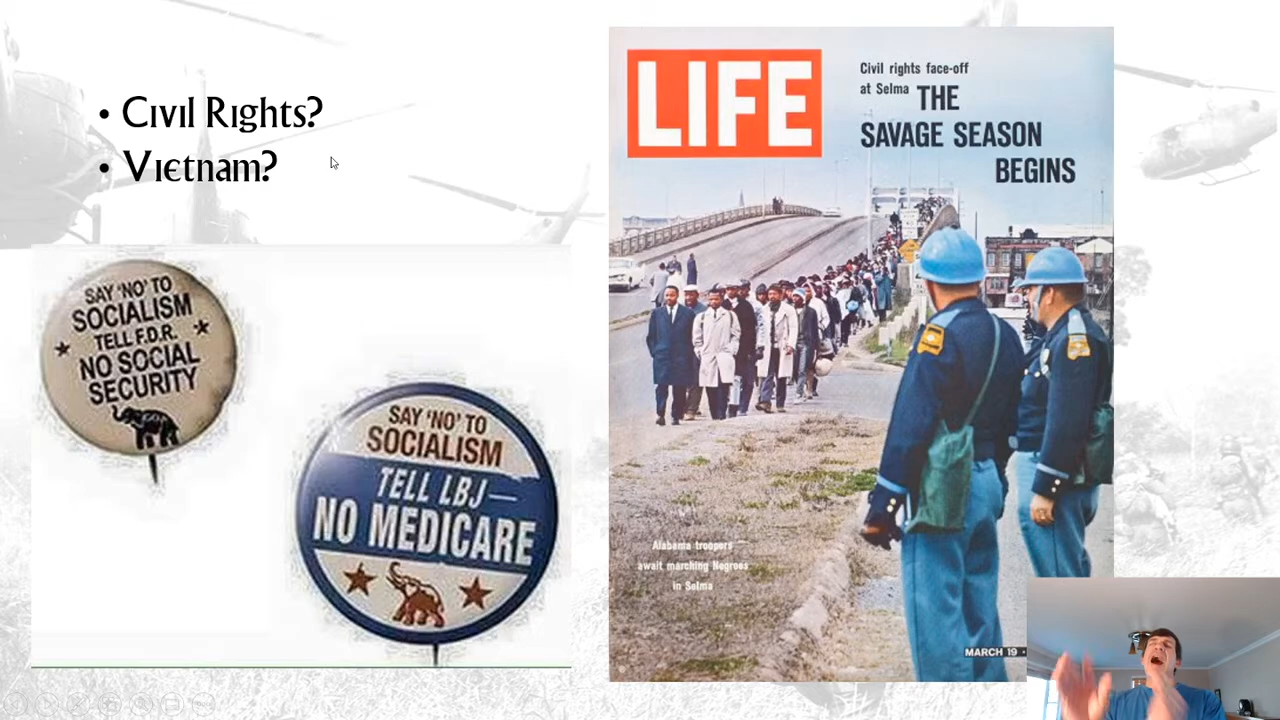 • Civil Rights?
• Vietnam?
SAY 'NO' TO
SOCIALISM
TELL F.D.R.
NO SOCIAL
SECURITY
SAY 'NO' TO
SOCIALISM
TELL LBJ—
NO MEDICARE
LIFE
Civil rights face-off
at Selma THE
SAVAGE SEASON
BEGINS
Alabama troopers
await marching Negroes
in Selma
MARCH 19 •